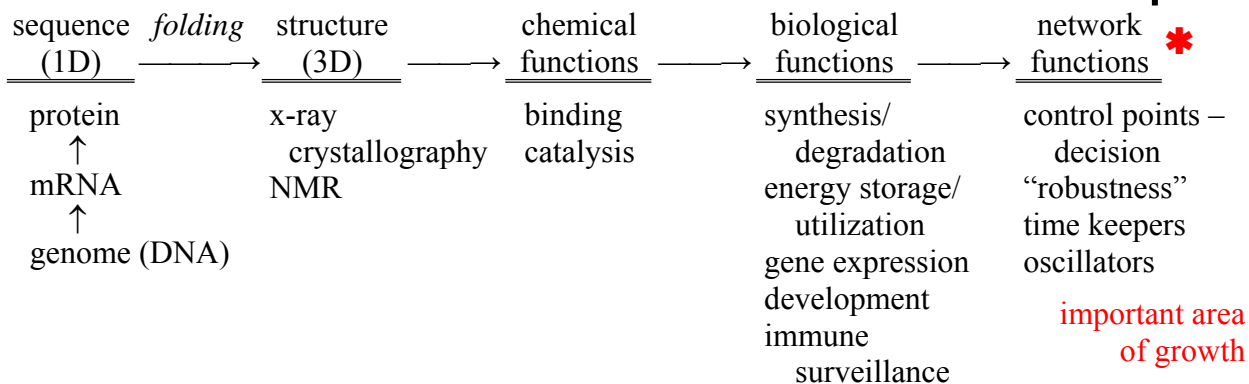 sequence folding structure chemical biological network *
(1D) → (3D) → functions → functions → functions
protein x-ray binding synthesis/ control points –
↑ crystallography catalysis degradation decision
mRNA NMR energy storage/ “robustness”
↑ utilization time keepers
genome (DNA) gene expression oscillators
development
immune important area
surveillance of growth